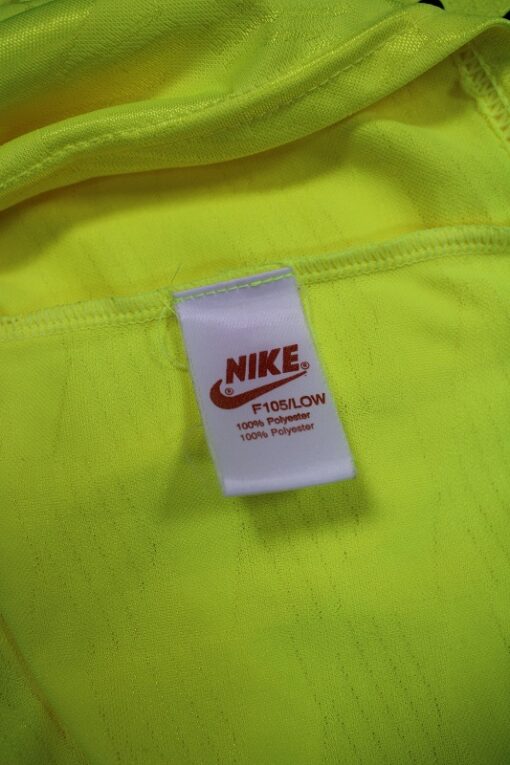 NIKE
®
®
F105/LOW
100% Polyester
100% Polyester